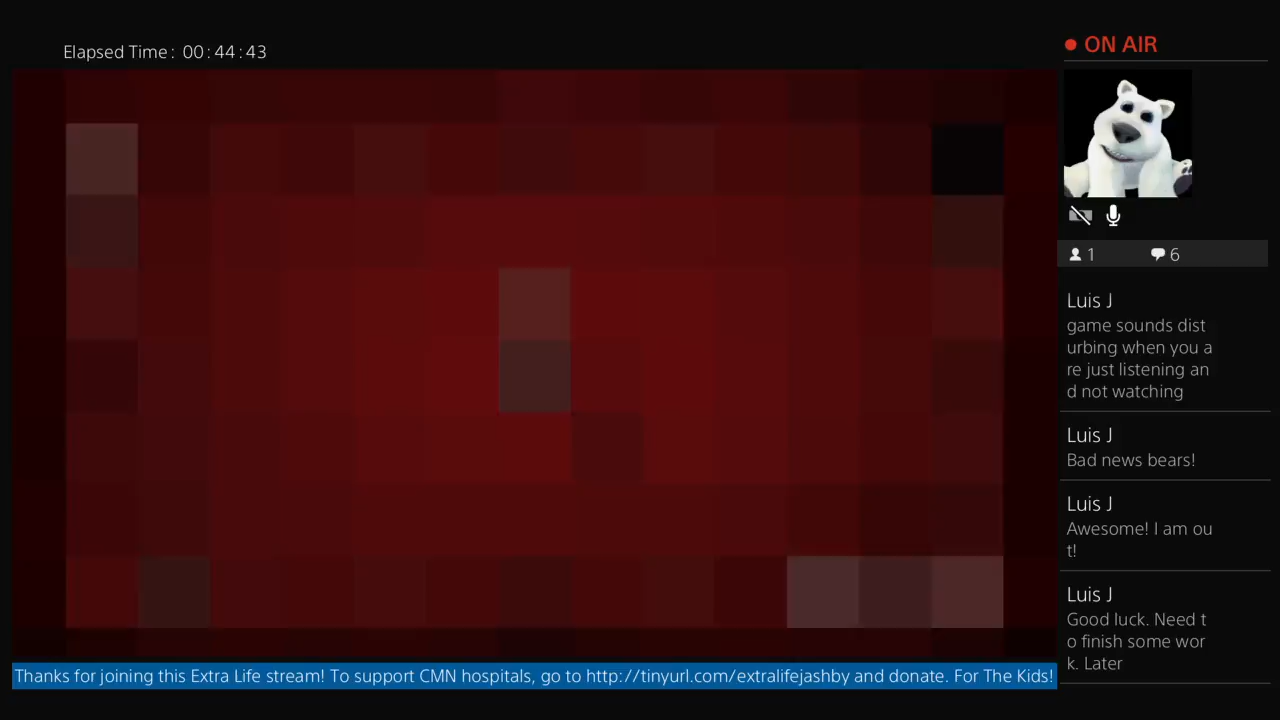 Elapsed Time: 00:44:43
ON AIR
1 6
Luis J
game sounds dist
urbing when you a
re just listening an
d not watching
Luis J
Bad news bears!
Luis J
Awesome! I am ou
t!
Luis J
Good luck. Need t
o finish some wor
k. Later
Thanks for joining this Extra Life stream! To support CMN hospitals, go to http://tinyurl.com/extralifejashby and donate. For The Kids!